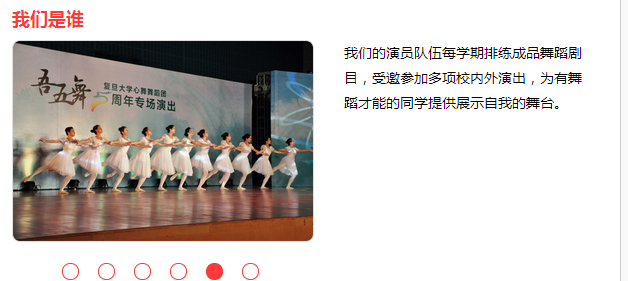 我们是谁
吾五舞
复旦大学心舞舞蹈团
5周年专场演出
我们的演员队伍每学期排练成品舞蹈剧
目，受邀参加多项校内外演出，为有舞
蹈才能的同学提供展示自我的舞台。